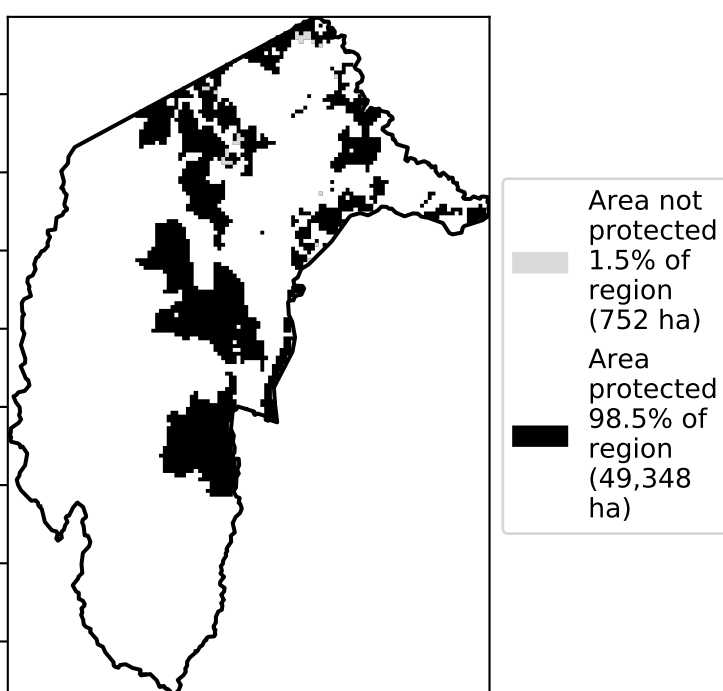 Area not
protected
1.5% of
region
(752 ha)
Area
protected
98.5% of
region
(49,348
ha)